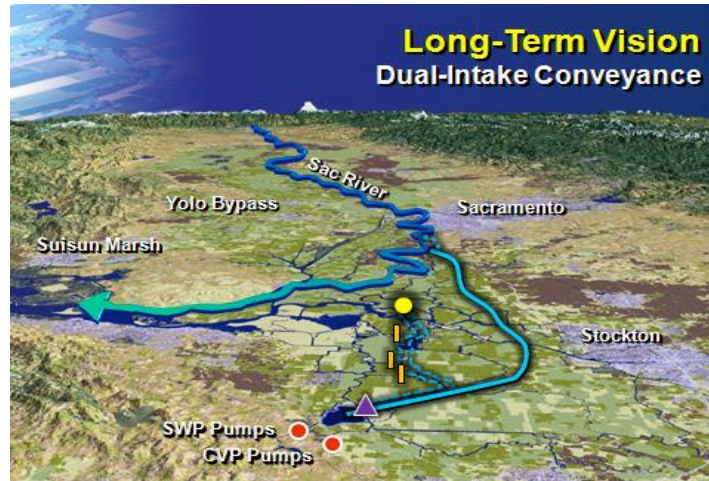 Long-Term Vision
Dual-Intake Conveyance
Sac River
Yolo Bypass
Sacramento
Suisun Marsh
Stockton
SWP Pumps
CVP Pumps